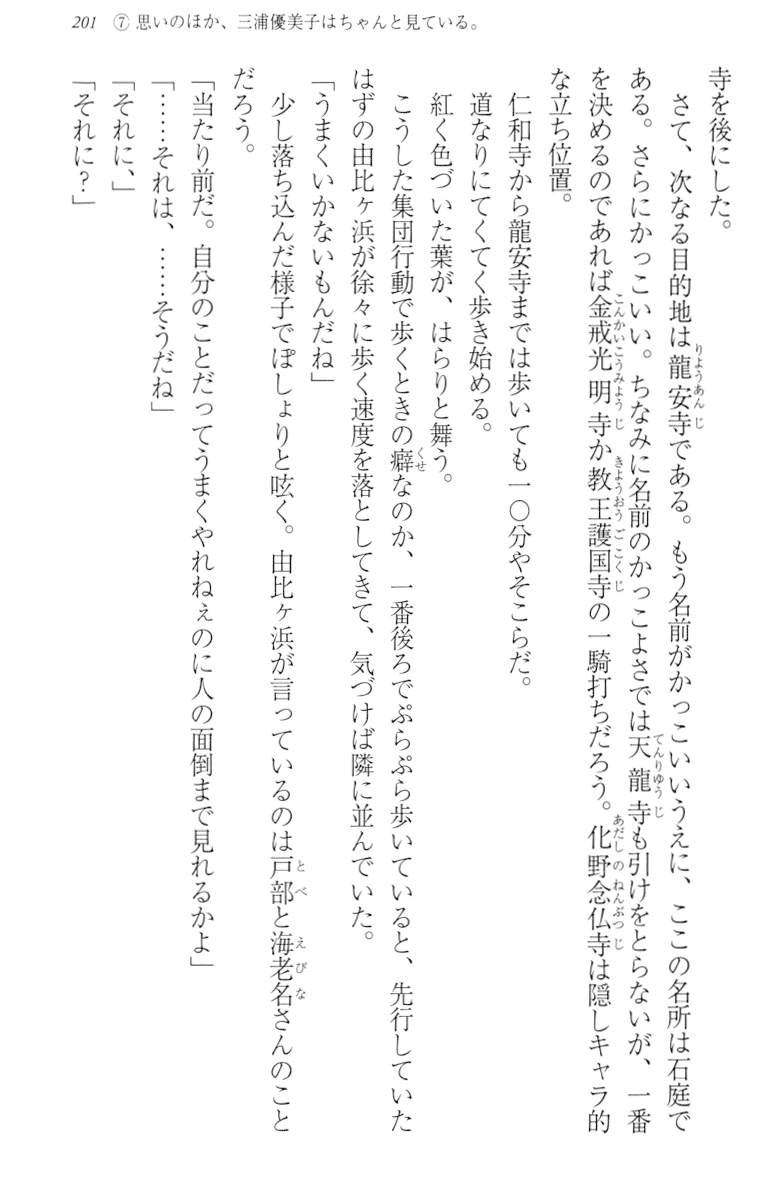 201 ⑦ 思いのほか、三浦優美子はちゃんと見ている。
寺を後にした。
　さて、次なる目的地は龍安寺である。もう名前がかっこいいうえに、ここの名所は石庭で
ある。さらにかっこいい。ちなみに名前のかっこよさでは天龍寺も引けをとらないが、一番
を決めるのであれば金戒光明寺か教王護国寺の一騎打ちだろう。化野念仏寺は隠しキャラ的
な立ち位置。
　仁和寺から龍安寺までは歩いても一〇分やそこらだ。
　道なりにてくてく歩き始める。
　紅く色づいた葉が、はらりと舞う。
　こうした集団行動で歩くときの癖なのか、一番後ろでぷらぷら歩いていると、先行していた
はずの由比ヶ浜が徐々に歩く速度を落としてきて、気づけば隣に並んでいた。
「うまくいかないもんだね」
　少し落ち込んだ様子でぽしょりと呟く。由比ヶ浜が言っているのは戸部と海老名さんのこと
だろう。
「当たり前だ。自分のことだってうまくやれねぇのに人の面倒まで見れるかよ」
「……それは、……そうだね」
「それに、」
「それに？」